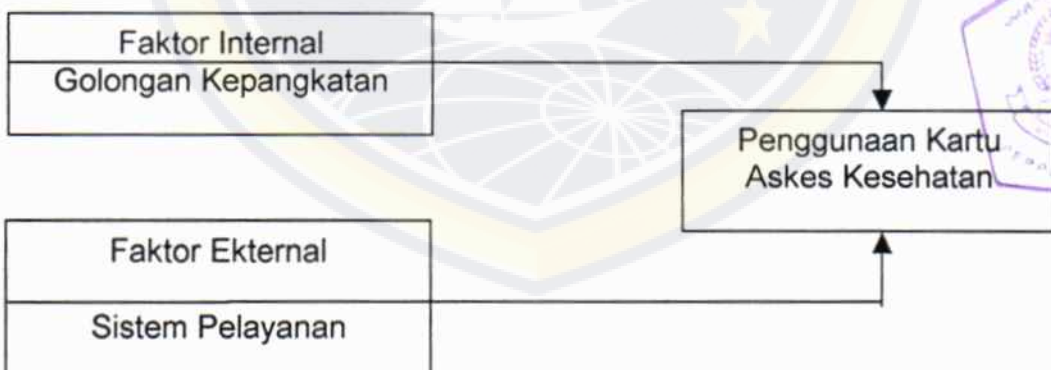 Faktor Internal
Golongan Kepangkatan
Penggunaan Kartu
Askes Kesehatan
Faktor Ekternal
Sistem Pelayanan